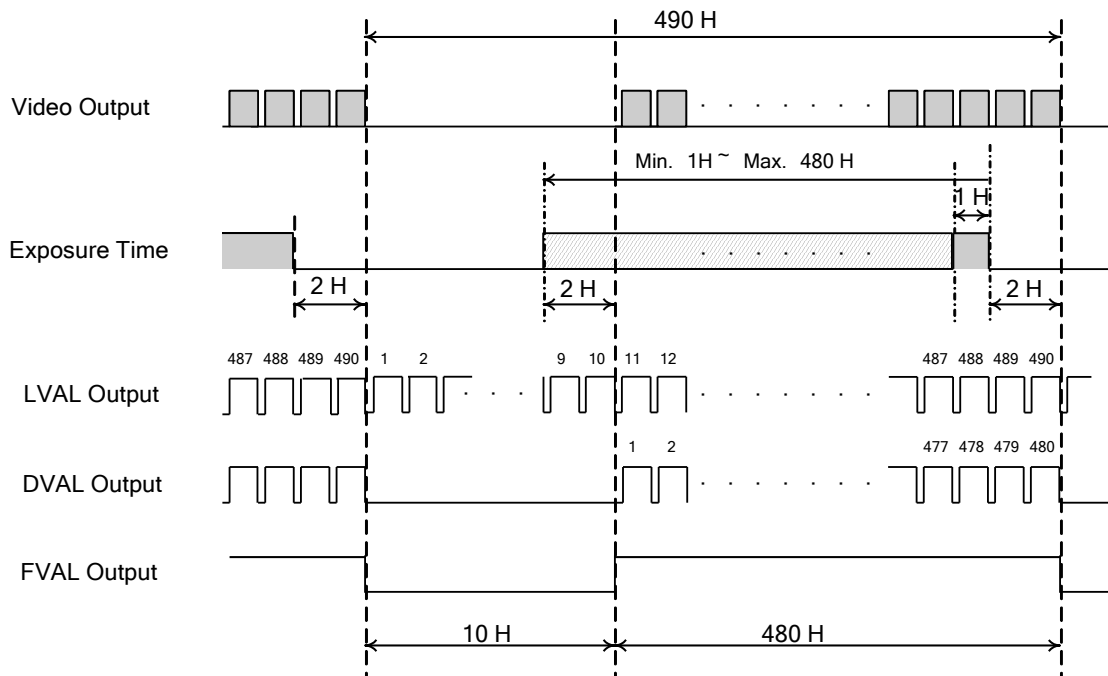 490 H
Video Output · · · · · · ·
Min. 1H ~ Max. 480 H
1 H
Exposure Time · · · · · · ·
2 H 2 H 2 H
487 488 489 490 1 2 9 10 11 12 487 488 489 490
LVAL Output · · · · · · · · · ·
1 2 477 478 479 480
DVAL Output · · · · · · ·
FVAL Output
10 H 480 H